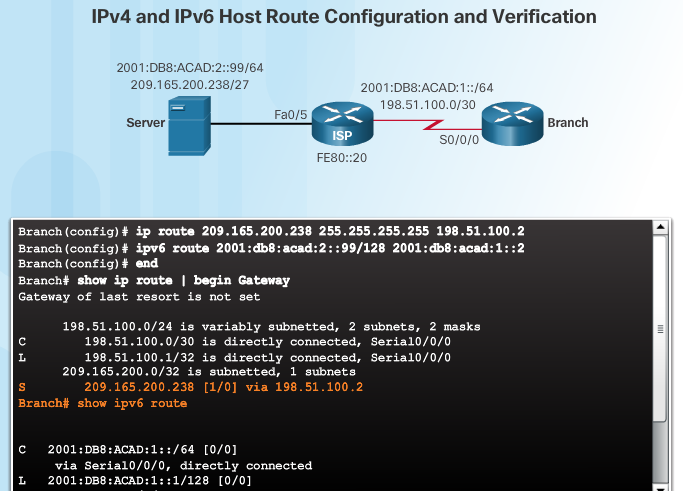 IPv4 and IPv6 Host Route Configuration and Verification
2001:DB8:ACAD:2::99/64
209.165.200.238/27
2001:DB8:ACAD:1::/64
198.51.100.0/30
Fa0/5
Server
ISP
Branch
S0/0/0
FE80::20
Branch(config)# ip route 209.165.200.238 255.255.255.255 198.51.100.2
Branch(config)# ipv6 route 2001:db8:acad:2::99/128 2001:db8:acad:1::2
Branch(config)# end
Branch# show ip route | begin Gateway
Gateway of last resort is not set
198.51.100.0/24 is variably subnetted, 2 subnets, 2 masks
C 198.51.100.0/30 is directly connected, Serial0/0/0
L 198.51.100.1/32 is directly connected, Serial0/0/0
209.165.200.0/32 is subnetted, 1 subnets
S 209.165.200.238 [1/0] via 198.51.100.2
Branch# show ipv6 route
C 2001:DB8:ACAD:1::/64 [0/0]
via Serial0/0/0, directly connected
L 2001:DB8:ACAD:1::1/128 [0/0]